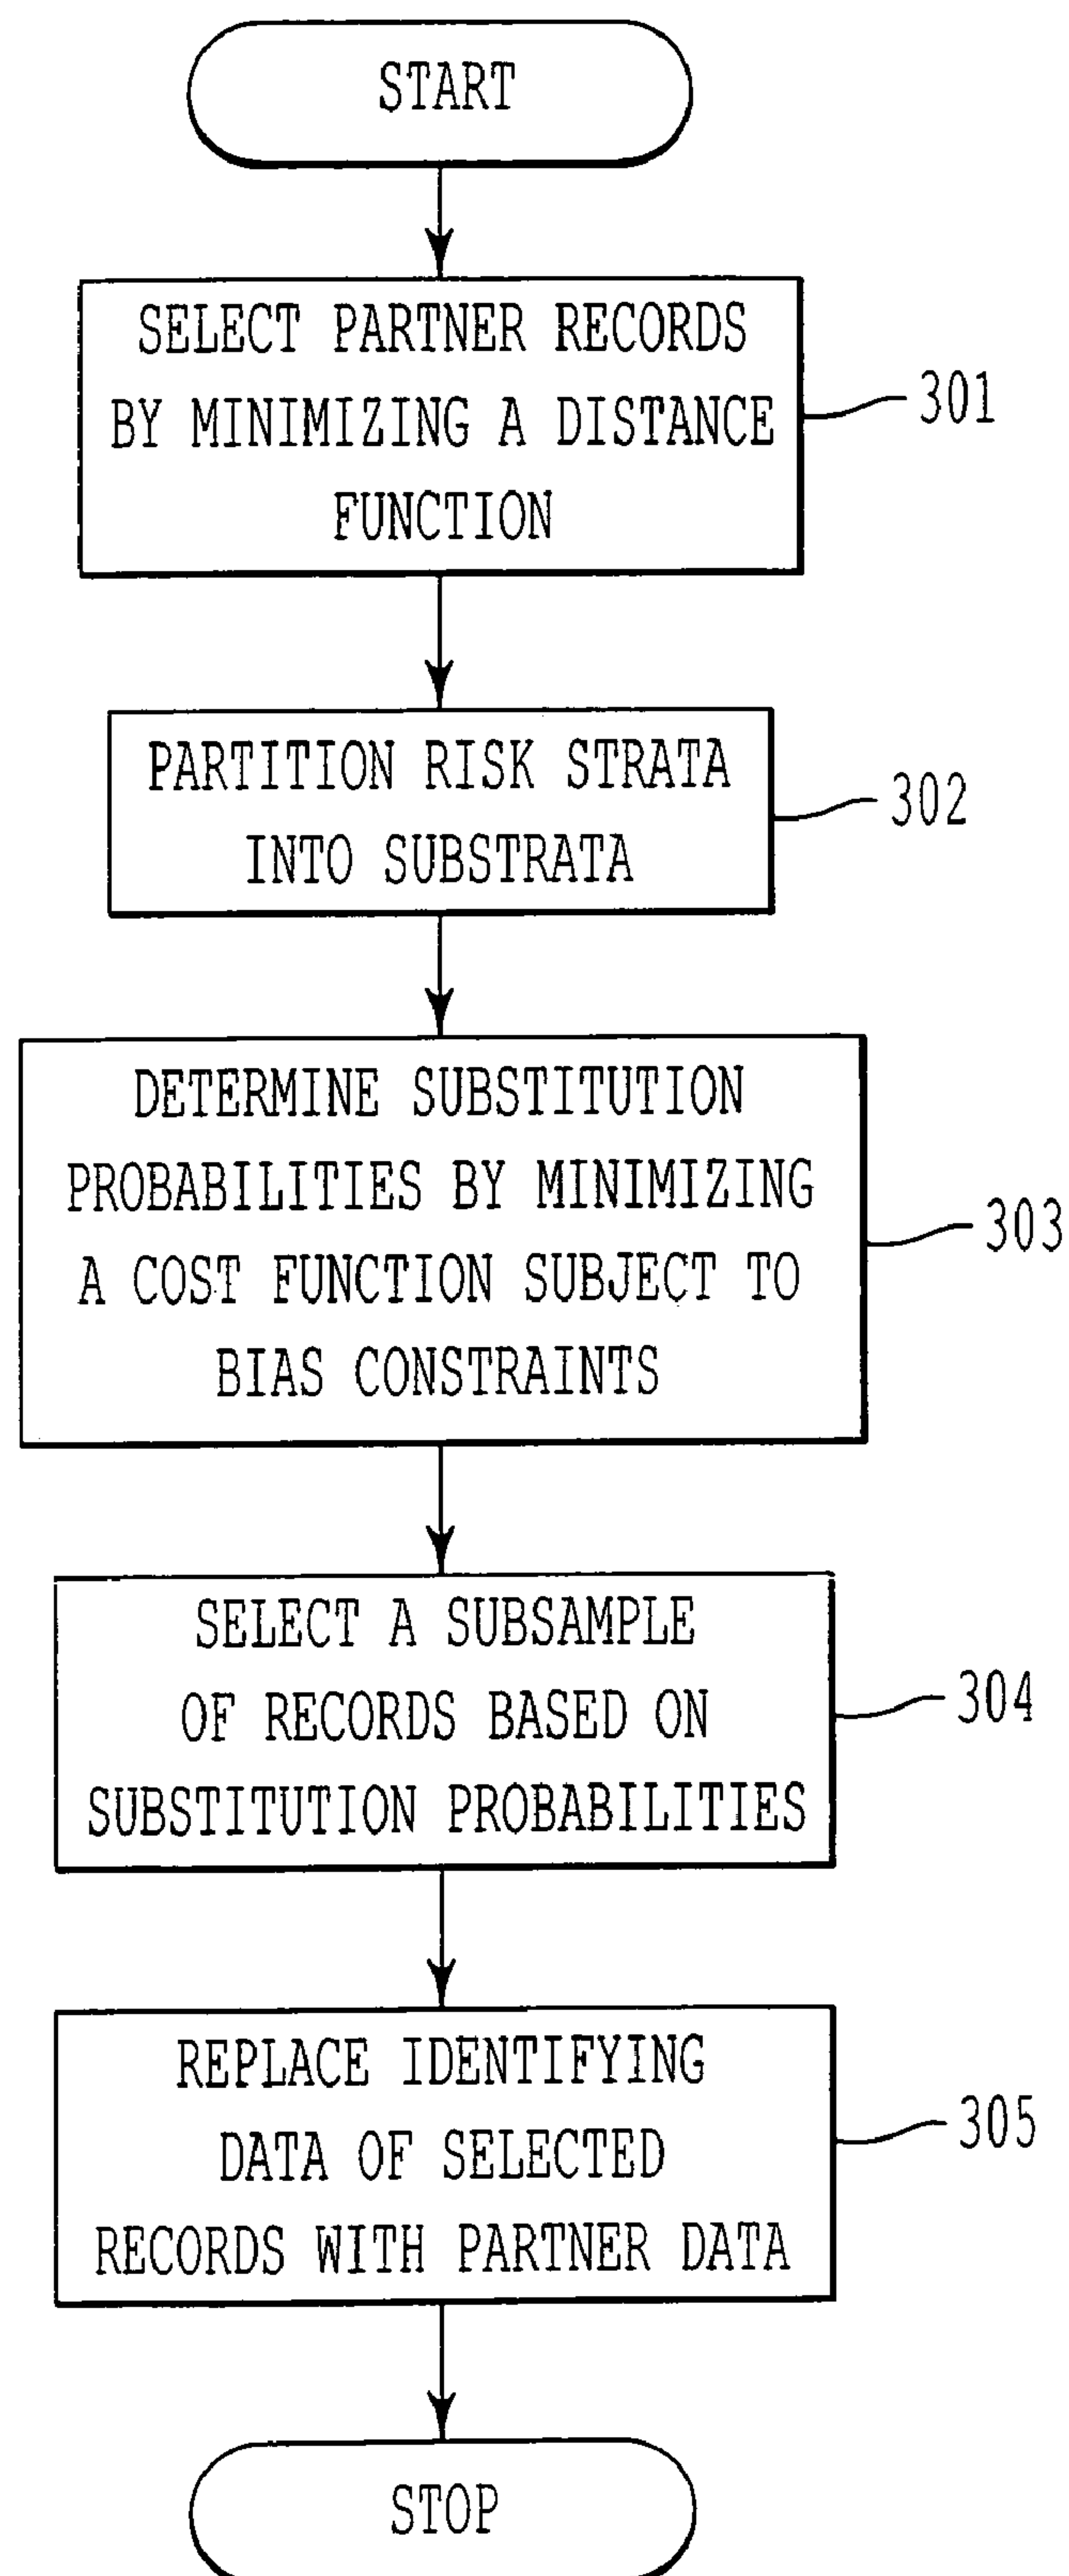 START
SELECT PARTNER RECORDS
BY MINIMIZING A DISTANCE
FUNCTION
301
PARTITION RISK STRATA
INTO SUBSTRATA
302
DETERMINE SUBSTITUTION
PROBABILITIES BY MINIMIZING
A COST FUNCTION SUBJECT TO
BIAS CONSTRAINTS
303
SELECT A SUBSAMPLE
OF RECORDS BASED ON
SUBSTITUTION PROBABILITIES
304
REPLACE IDENTIFYING
DATA OF SELECTED
RECORDS WITH PARTNER DATA
305
STOP